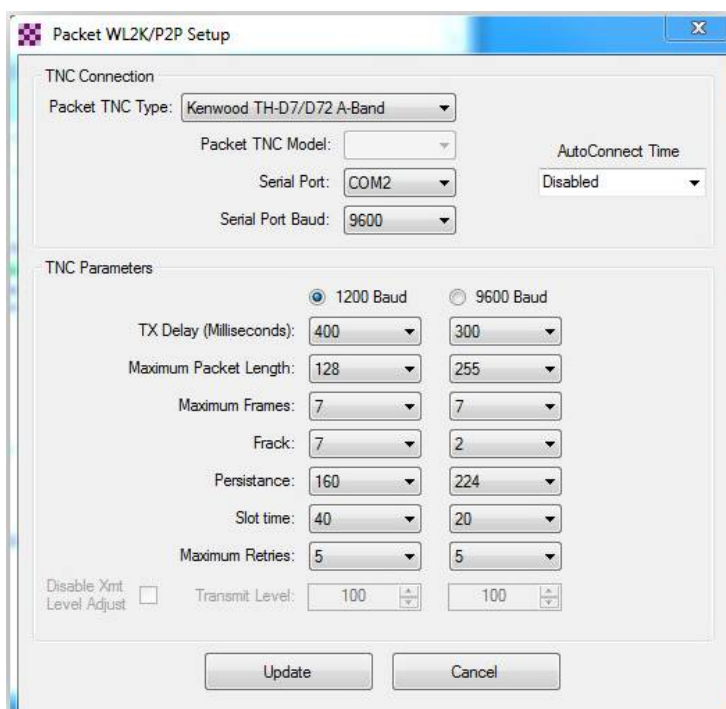 Packet WL2K/P2P Setup
TNC Connection
Packet TNC Type: Kenwood TH-D7/D72 A-Band
Packet TNC Model:
AutoConnect Time
Serial Port: COM2 Disabled
Serial Port Baud: 9600
TNC Parameters
1200 Baud 9600 Baud
TX Delay (Milliseconds): 400 300
Maximum Packet Length: 128 255
Maximum Frames: 7 7
Frack: 7 2
Persistance: 160 224
Slot time: 40 20
Maximum Retries: 5 5
Disable Xmt
Level Adjust Transmit Level: 100 100
Update Cancel